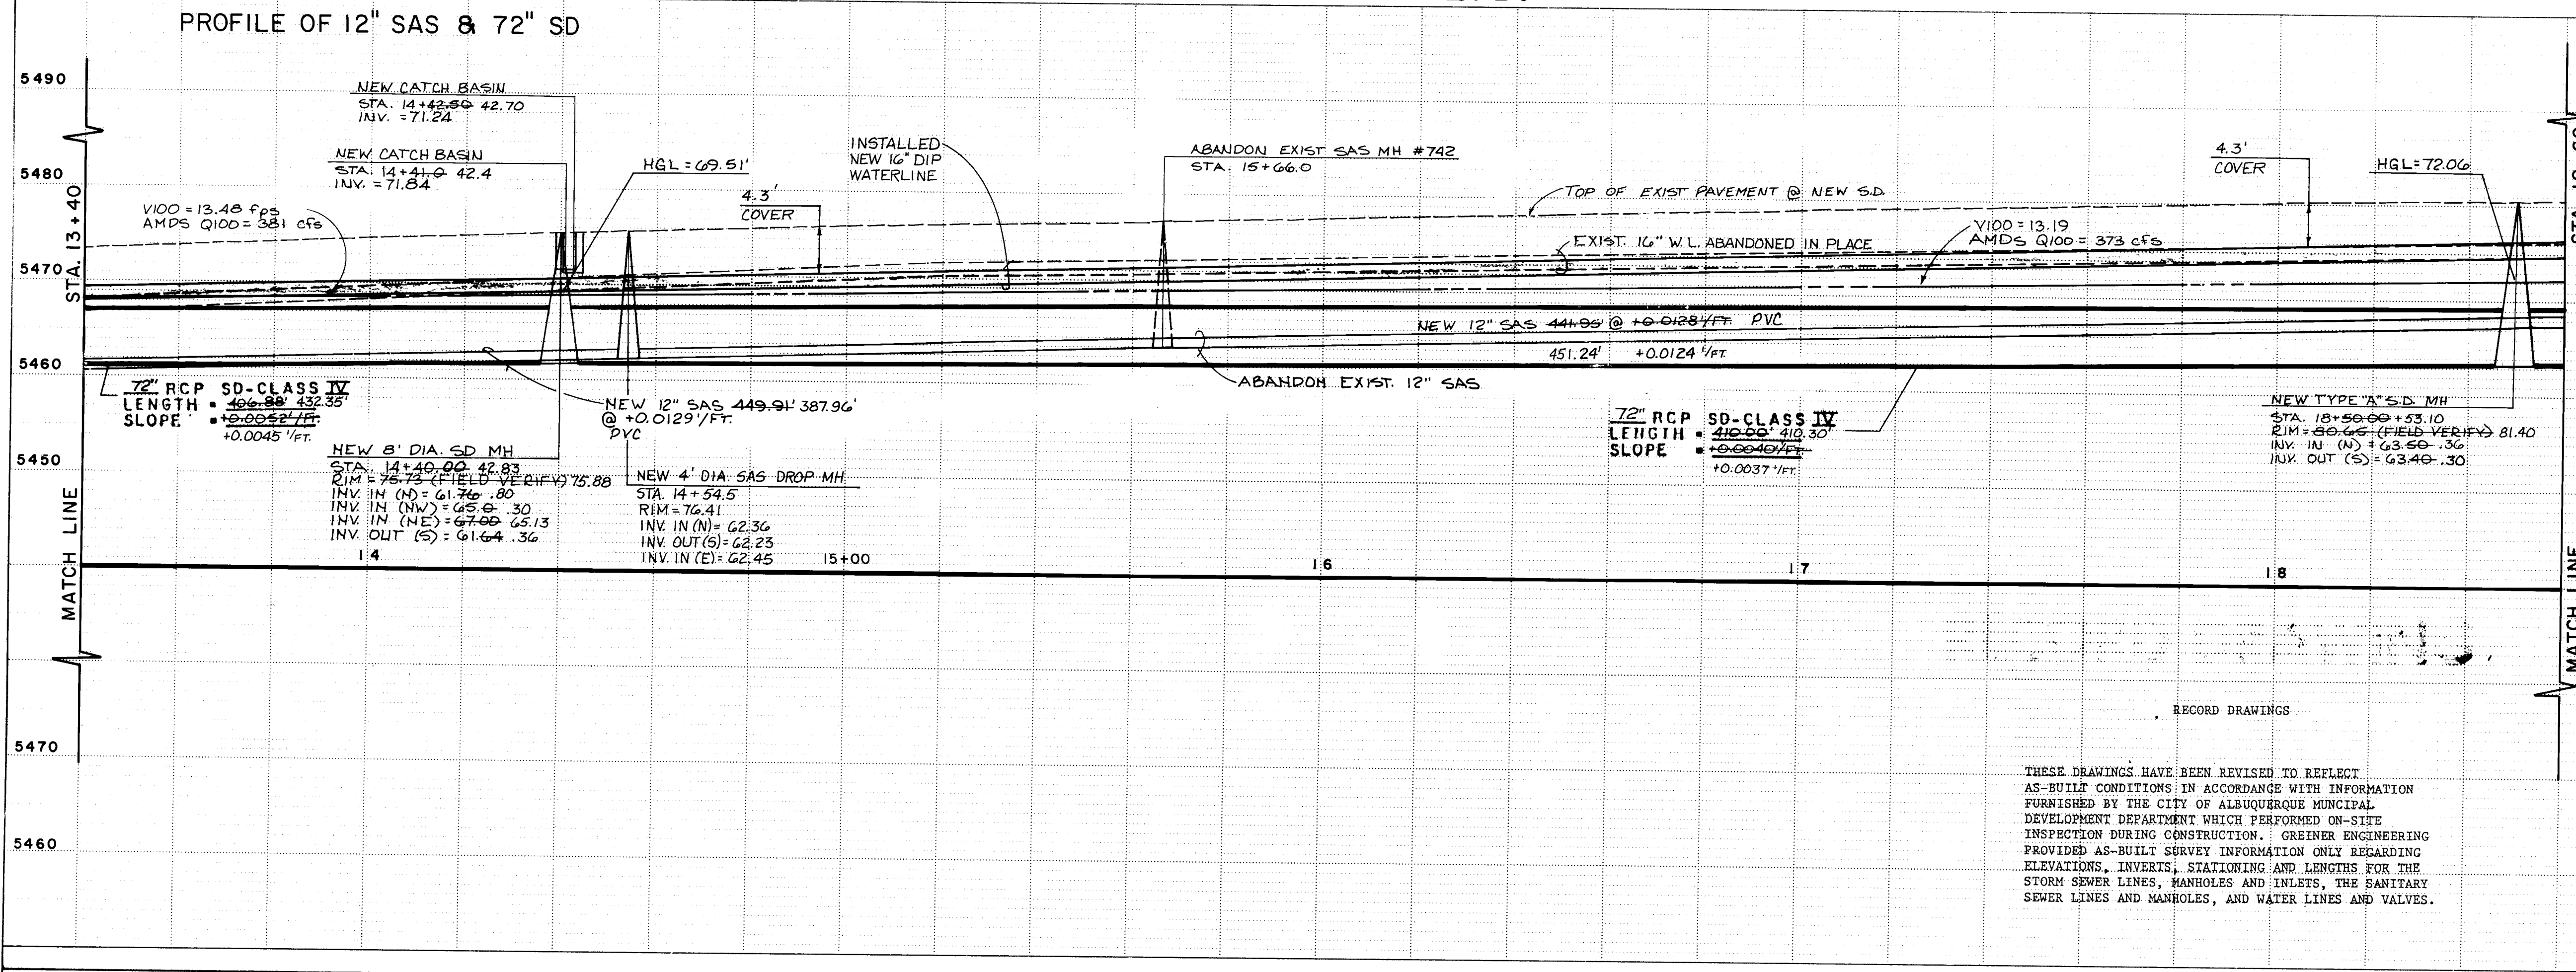 PROFILE OF 12" SAS & 72" SD
5490
5480
5470
5460
5450
5470
5460
STA. 13+40
MATCH LINE
NEW CATCH BASIN
STA. 14+42.50 42.70
INV. =71.24
NEW CATCH BASIN
STA. 14+41.0 42.4
INV. =71.84
V100 = 13.48 fps
AMDS Q100 = 381 cfs
HGL = 69.51'
4.3'
COVER
INSTALLED
NEW 16" DIP
WATERLINE
ABANDON EXIST SAS MH #742
STA. 15+66.0
TOP OF EXIST PAVEMENT @ NEW S.D.
EXIST. 16" W.L. ABANDONED IN PLACE
V100 = 13.19
AMDS Q100 = 373 cfs
4.3'
COVER
HGL=72.06
NEW 12" SAS 441.95 @ +0.0128'/FT. PVC
451.24' +0.0124 '/FT.
ABANDON EXIST. 12" SAS
72" RCP SD-CLASS IV
LENGTH = 406.88' 432.35'
SLOPE = +0.0052'/FT.
+0.0045 '/FT.
NEW 12" SAS 449.91' 387.96'
@ +0.0129'/FT.
PVC
NEW 8' DIA. SD MH
STA. 14+40.00 42.83
RIM = 75.73 (FIELD VERIFY) 75.88
INV. IN (N) = 61.76 .80
INV. IN (NW) = 65.0 .30
INV. IN (NE) = 67.00 65.13
INV. OUT (S) = 61.64 .36
NEW 4' DIA. SAS DROP MH
STA. 14+54.5
RIM = 76.41
INV. IN (N)= 62.36
INV. OUT (S)= 62.23
INV. IN (E)= 62.45
72" RCP SD-CLASS IV
LENGTH = 410.00' 410.30'
SLOPE = +0.0040'/FT.
+0.0037 '/FT.
NEW TYPE "A" S.D. MH
STA. 18+50.00 +53.10
RIM = 80.65 (FIELD VERIFY) 81.40
INV. IN (N) = 63.50 .36
INV. OUT (S) = 63.40 .30
14
15+00
16
17
18
MATCH LINE
RECORD DRAWINGS
THESE DRAWINGS HAVE BEEN REVISED TO REFLECT
AS-BUILT CONDITIONS IN ACCORDANCE WITH INFORMATION
FURNISHED BY THE CITY OF ALBUQUERQUE MUNCIPAL
DEVELOPMENT DEPARTMENT WHICH PERFORMED ON-SITE
INSPECTION DURING CONSTRUCTION. GREINER ENGINEERING
PROVIDED AS-BUILT SURVEY INFORMATION ONLY REGARDING
ELEVATIONS, INVERTS, STATIONING AND LENGTHS FOR THE
STORM SEWER LINES, MANHOLES AND INLETS, THE SANITARY
SEWER LINES AND MANHOLES, AND WATER LINES AND VALVES.